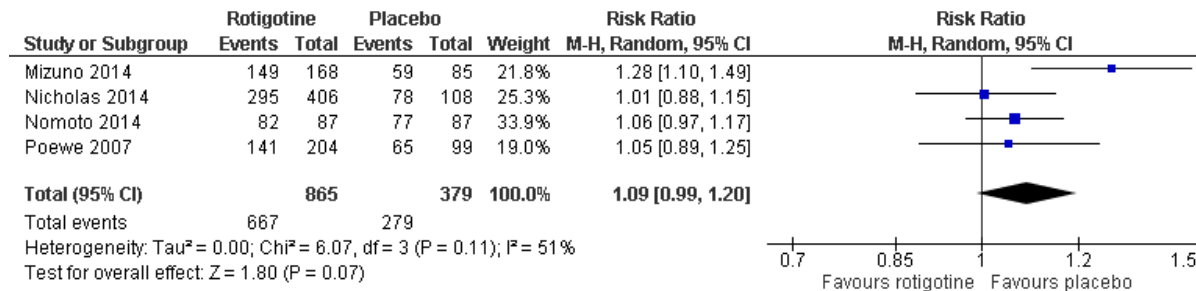 Rotigotine Placebo Risk Ratio Risk Ratio
Study or Subgroup Events Total Events Total Weight M-H, Random, 95% CI M-H, Random, 95% CI
Mizuno 2014 149 168 59 85 21.8% 1.28 [1.10, 1.49]
Nicholas 2014 295 406 78 108 25.3% 1.01 [0.88, 1.15]
Nomoto 2014 82 87 77 87 33.9% 1.06 [0.97, 1.17]
Poewe 2007 141 204 65 99 19.0% 1.05 [0.89, 1.25]
Total (95% CI) 865 379 100.0% 1.09 [0.99, 1.20]
Total events 667 279
Heterogeneity: Tau² = 0.00; Chi² = 6.07, df = 3 (P = 0.11); I² = 51%
Test for overall effect: Z = 1.80 (P = 0.07)
0.7 0.85 1 1.2 1.5
Favours rotigotine Favours placebo